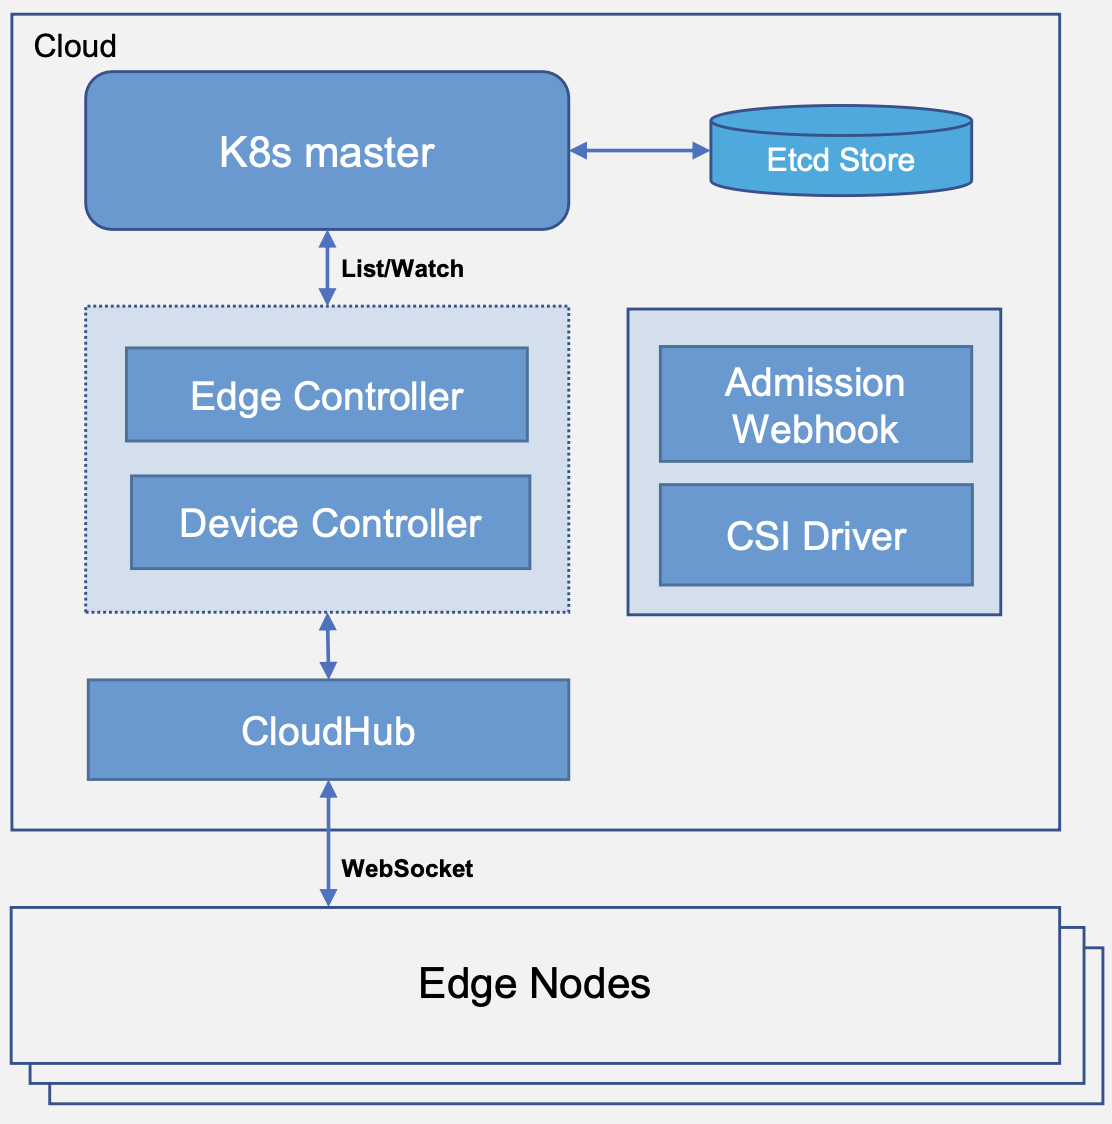 Cloud
K8s master
Etcd Store
List/Watch
Edge Controller
Device Controller
Admission
Webhook
CSI Driver
CloudHub
WebSocket
Edge Nodes